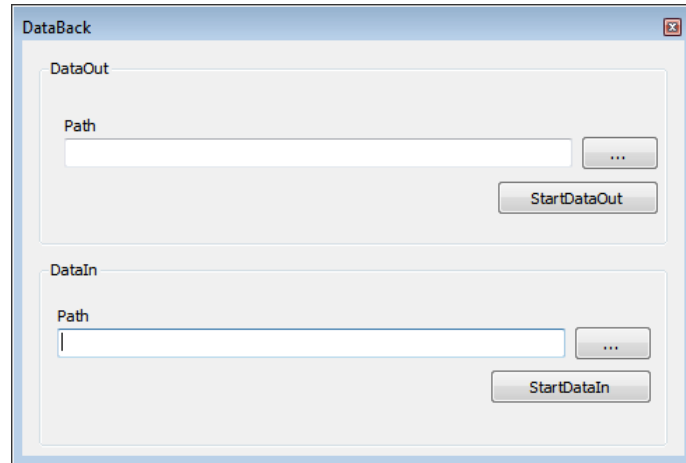 DataBack
DataOut
Path
...
StartDataOut
DataIn
Path
...
StartDataIn